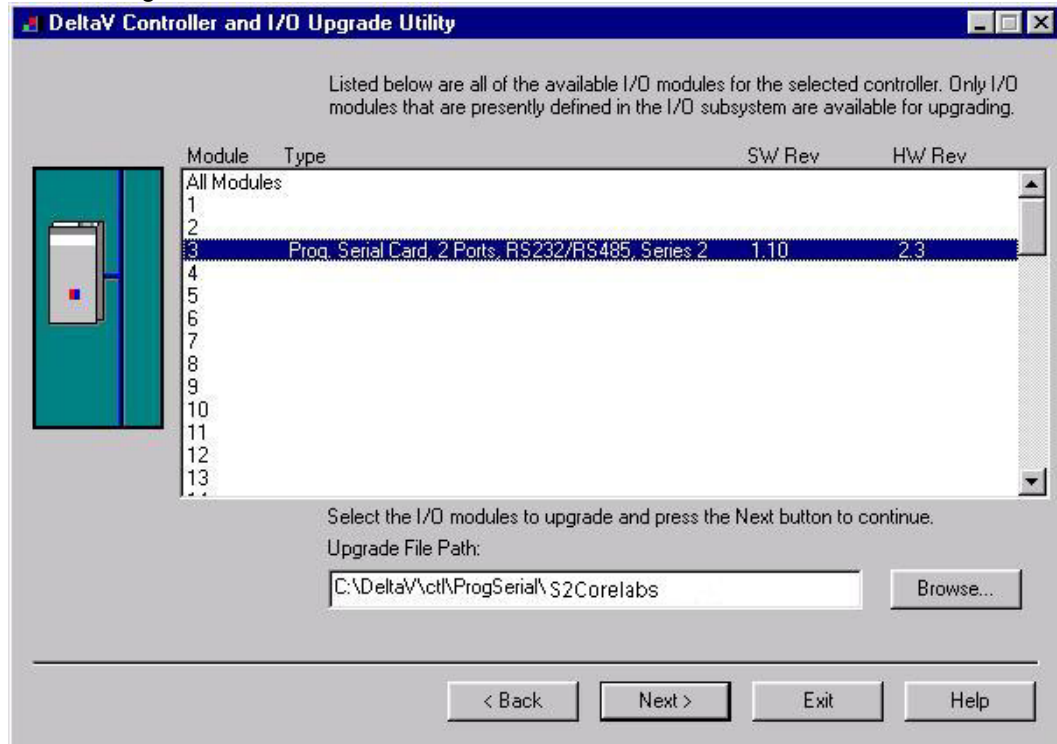 DeltaV Controller and I/O Upgrade Utility
Listed below are all of the available I/O modules for the selected controller. Only I/O
modules that are presently defined in the I/O subsystem are available for upgrading.
Module Type SW Rev HW Rev
All Modules
1
2
3 Prog. Serial Card, 2 Ports, RS232/RS485, Series 2 1.10 2.3
4
5
6
7
8
9
10
11
12
13
Select the I/O modules to upgrade and press the Next button to continue.
Upgrade File Path:
C:\DeltaV\ctl\ProgSerial\S2Corelabs Browse...
< Back Next > Exit Help